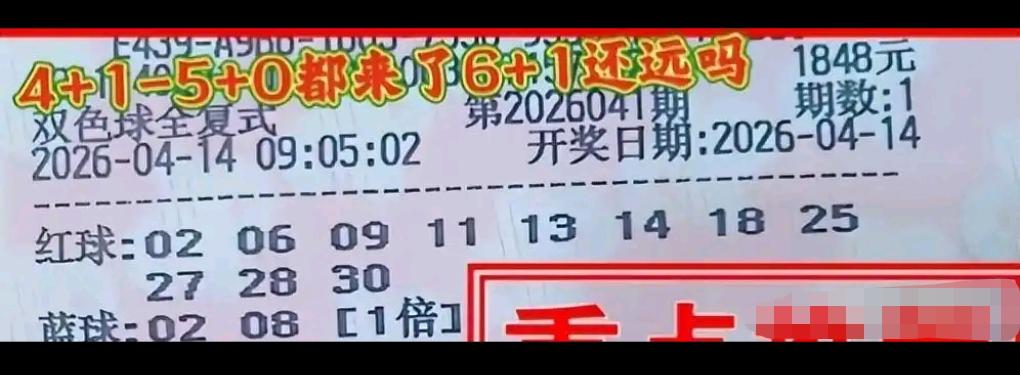 4+1-5+0都来了6+1还远吗
1848元
双色球全复式
第2026041期
期数:1
2026-04-14 09:05:02
开奖日期:2026-04-14
红球:02 06 09 11 13 14 18 25
27 28 30
蓝球:02 08 [1倍]
重点